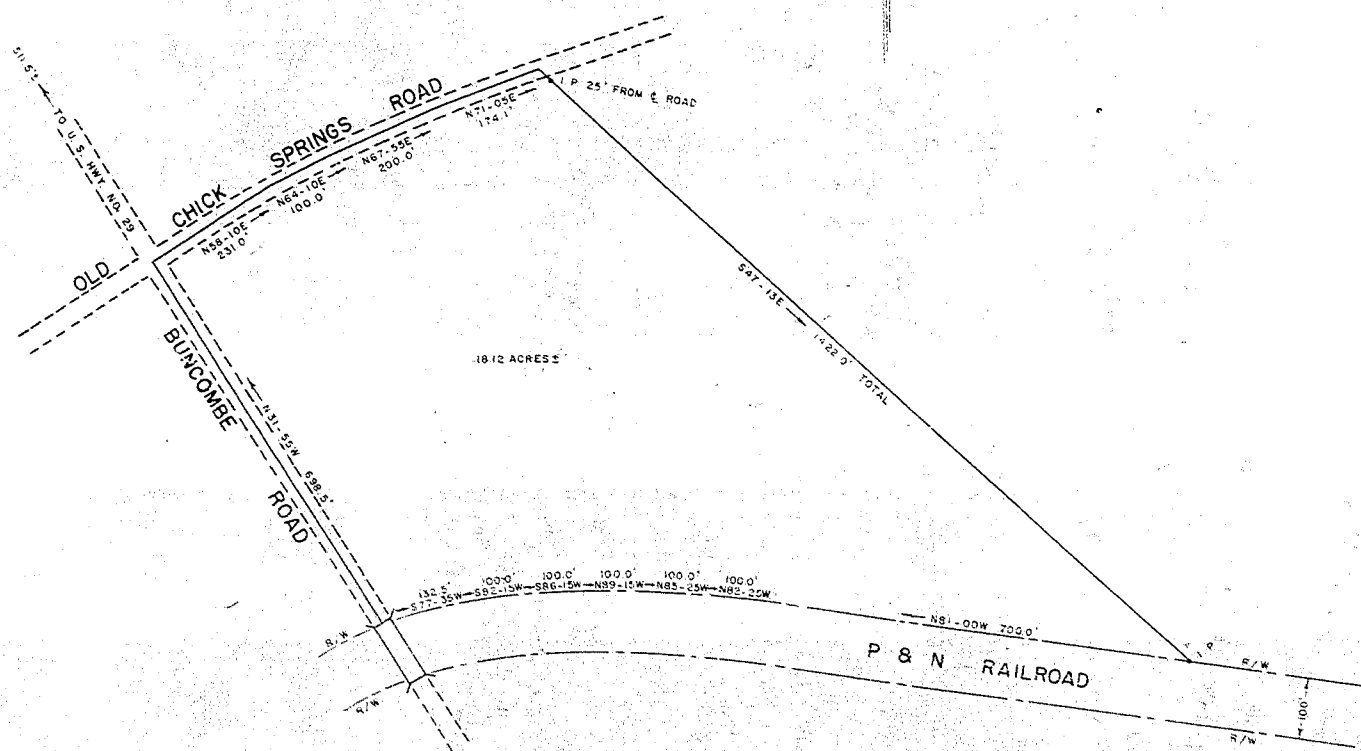 511.5'± TO U. S. HWY. NO. 29
OLD CHICK SPRINGS ROAD
I. P. 25' FROM ℄ ROAD
N58-10E
231.0'
N64-10E
100.0'
N67-55E
200.0'
N71-05E
174.1'
S47-13E 1422.0' TOTAL
18.12 ACRES ±
BUNCOMBE ROAD
N31-55W 698.5'
132.5' 100.0' 100.0' 100.0' 100.0' 100.0'
S77-35W S82-15W S86-15W N89-15W N85-25W N82-25W
N81-00W 700.0'
I. P.
R/W
R/W
P & N RAILROAD
R/W
R/W
100'